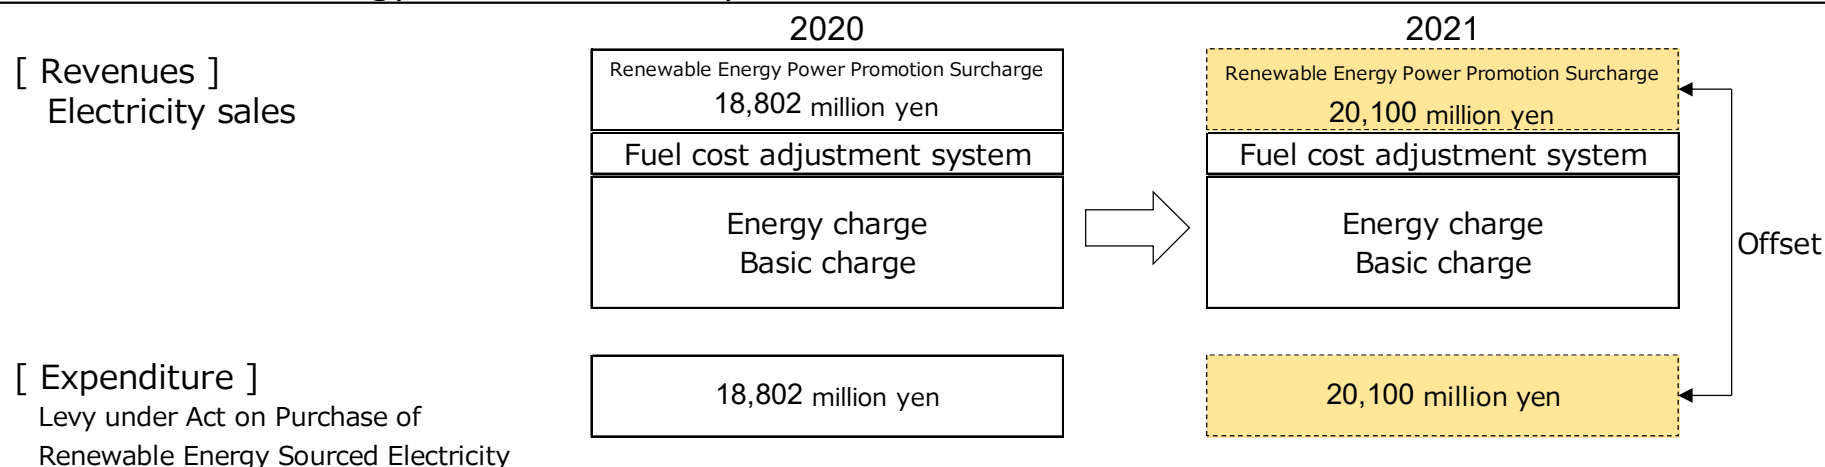 2020
2021
[ Revenues ]
Electricity sales
Renewable Energy Power Promotion Surcharge
18,802 million yen
Renewable Energy Power Promotion Surcharge
20,100 million yen
Fuel cost adjustment system
Fuel cost adjustment system
Energy charge
Basic charge
Energy charge
Basic charge
Offset
[ Expenditure ]
Levy under Act on Purchase of
Renewable Energy Sourced Electricity
18,802 million yen
20,100 million yen